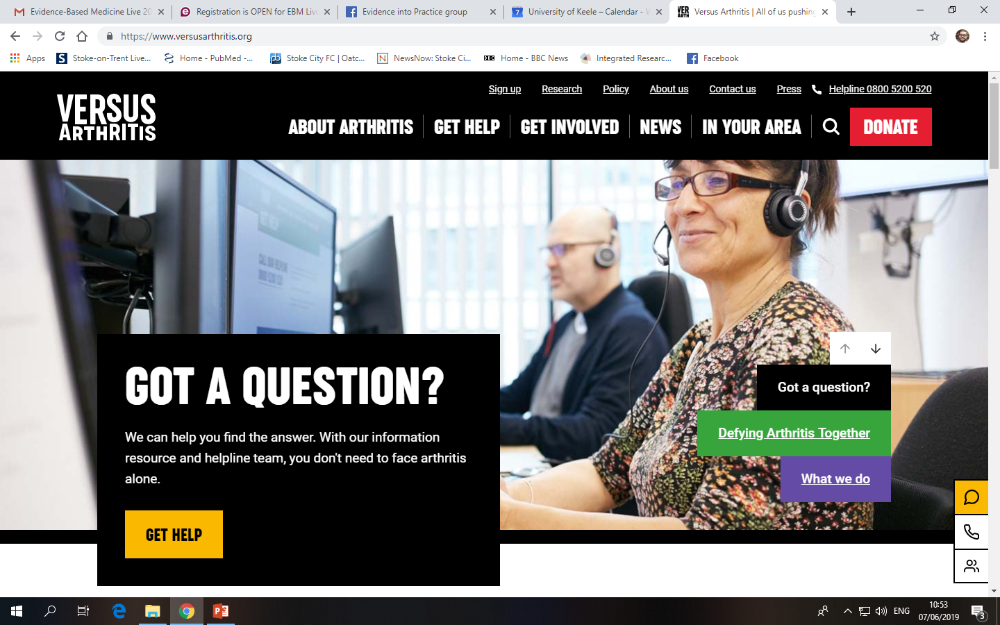 Evidence-Based Medicine Live 20
Registration is OPEN for EBM Live
Evidence into Practice group
University of Keele – Calendar - W
Versus Arthritis | All of us pushing
https://www.versusarthritis.org
Apps
Stoke-on-Trent Live...
Home - PubMed -...
Stoke City FC | Oatc...
NewsNow: Stoke Ci...
BBC
Home - BBC News
Integrated Researc...
Facebook
Sign up
Research
Policy
About us
Contact us
Press
Helpline 0800 5200 520
VERSUS
ARTHRITIS
ABOUT ARTHRITIS
GET HELP
GET INVOLVED
NEWS
IN YOUR AREA
DONATE
GOT A QUESTION?
We can help you find the answer. With our information
resource and helpline team, you don't need to face arthritis
alone.
GET HELP
Got a question?
Defying Arthritis Together
What we do
ENG
10:53
07/06/2019
3